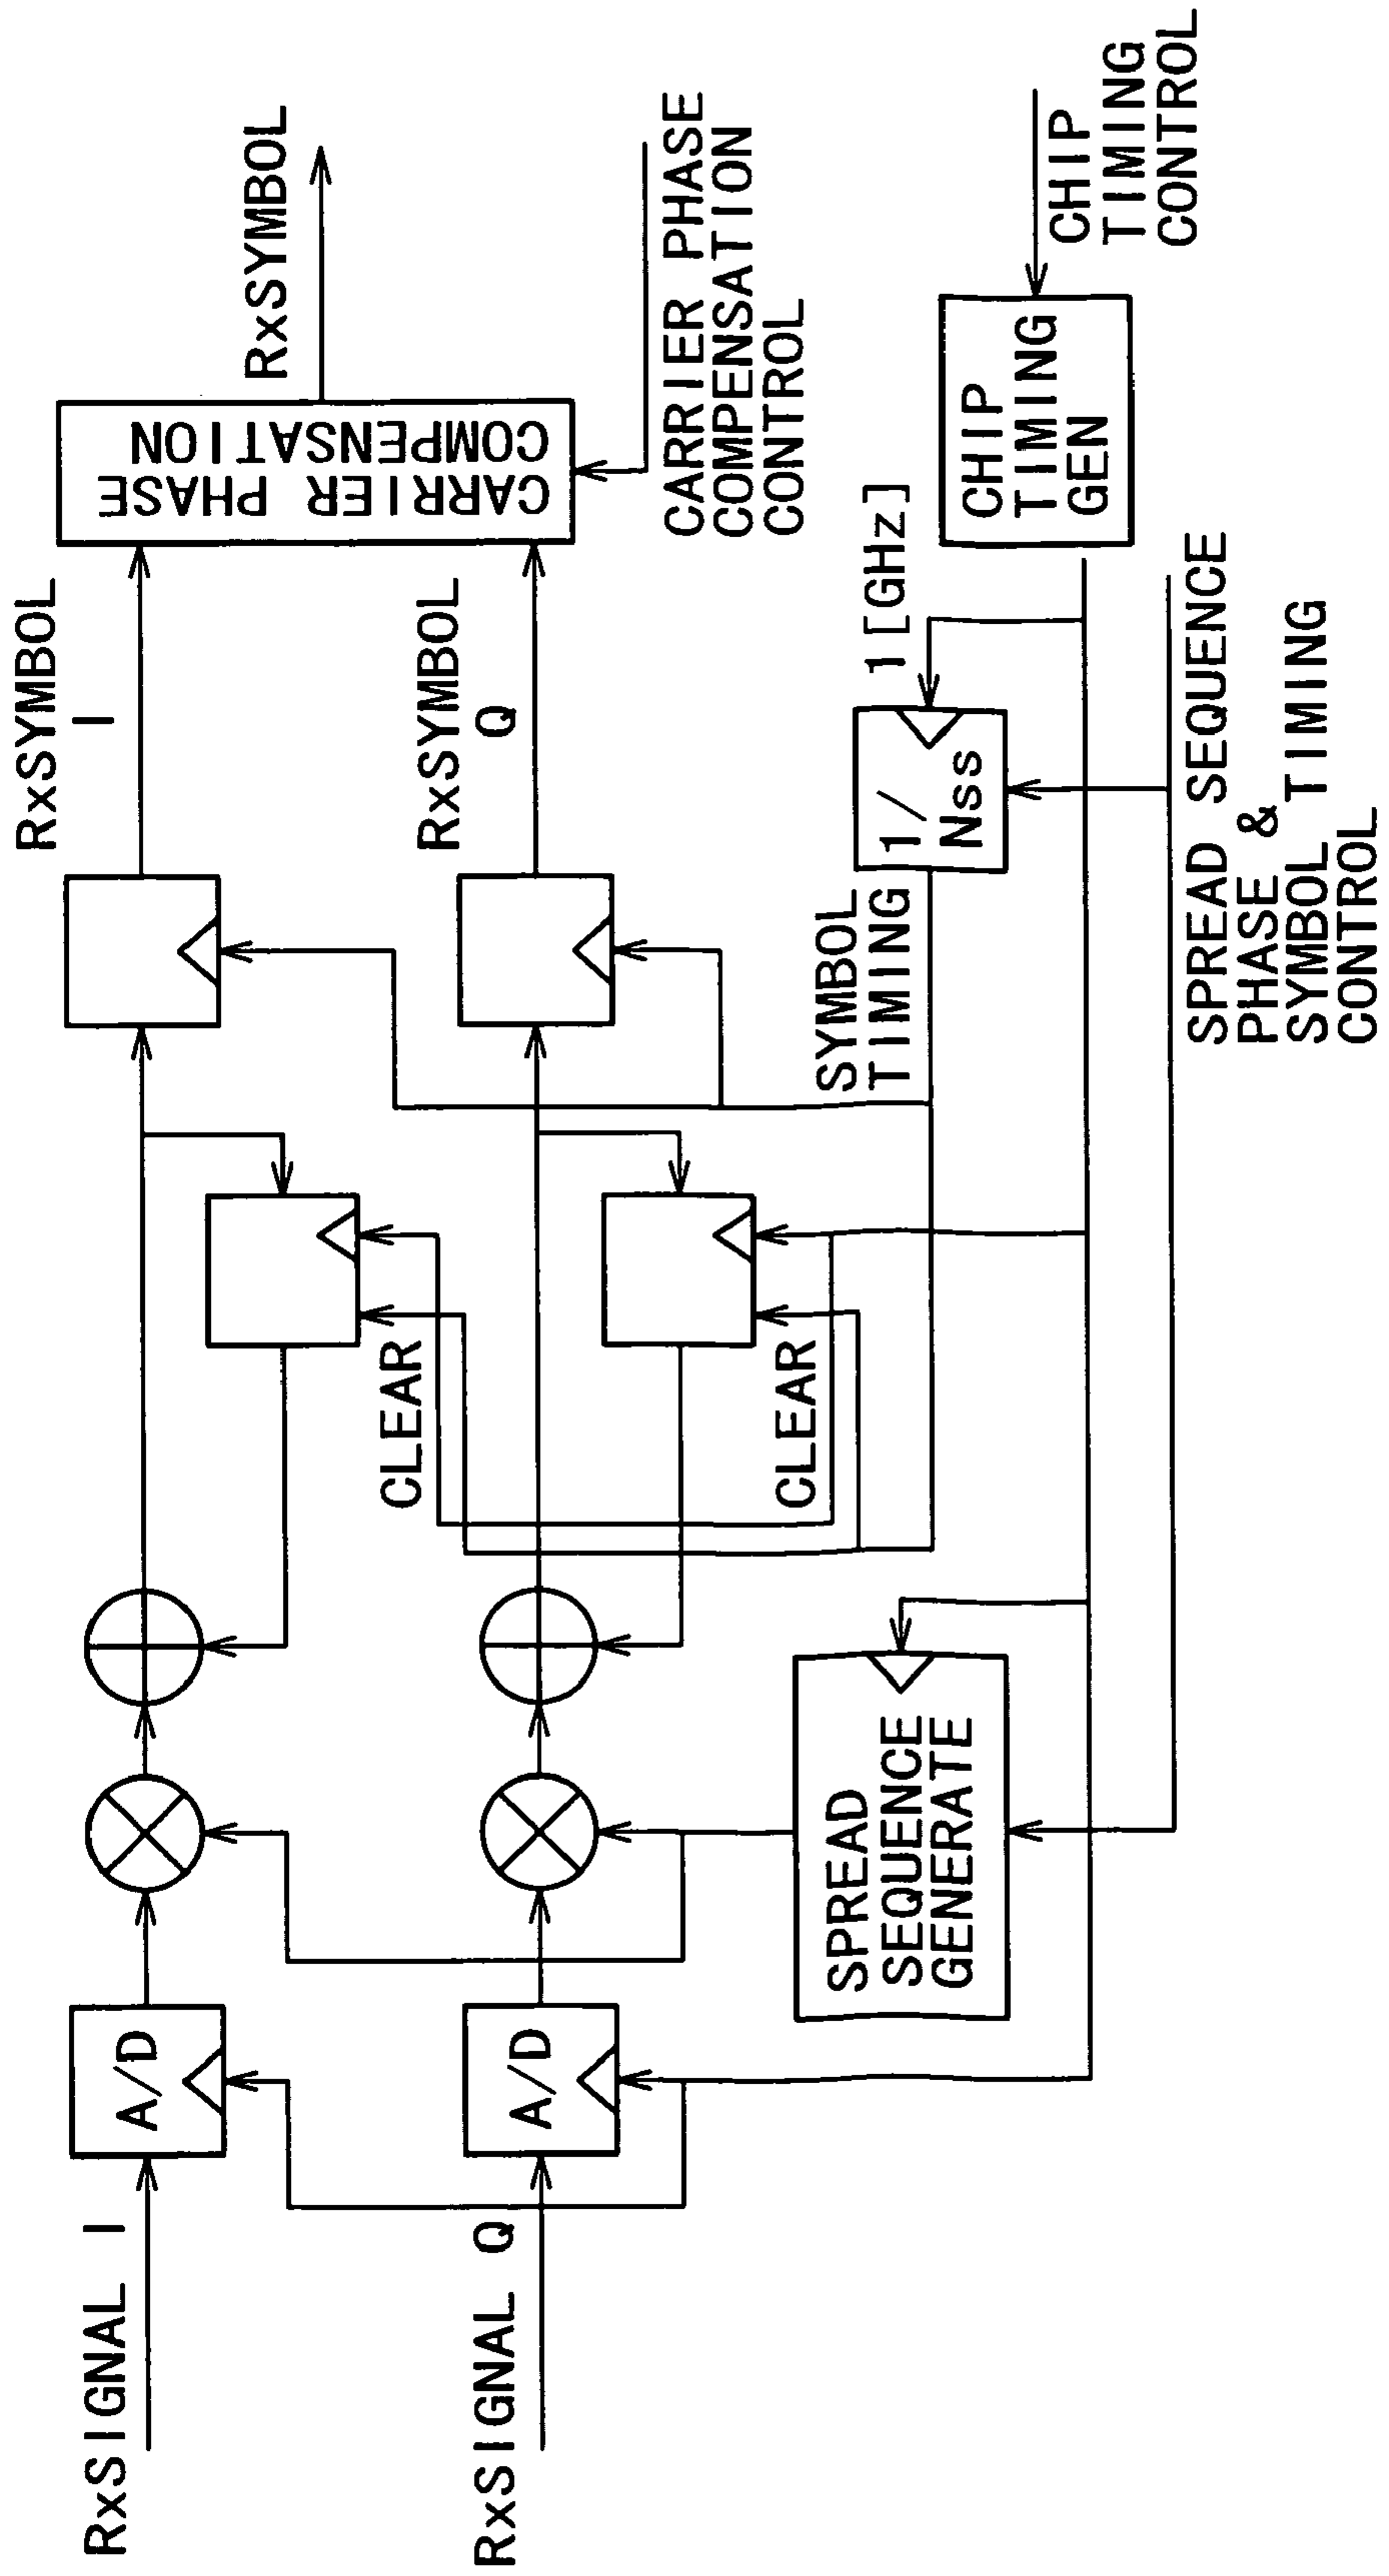 RxSIGNAL I
A/D
RxSYMBOL
I
CARRIER PHASE
COMPENSATION
RxSYMBOL
CLEAR
RxSIGNAL Q
A/D
RxSYMBOL
Q
CARRIER PHASE
COMPENSATION
CONTROL
CLEAR
SPREAD
SEQUENCE
GENERATE
SYMBOL
TIMING
1/
Nss
1[GHz]
CHIP
TIMING
GEN
CHIP
TIMING
CONTROL
SPREAD SEQUENCE
PHASE &
SYMBOL TIMING
CONTROL